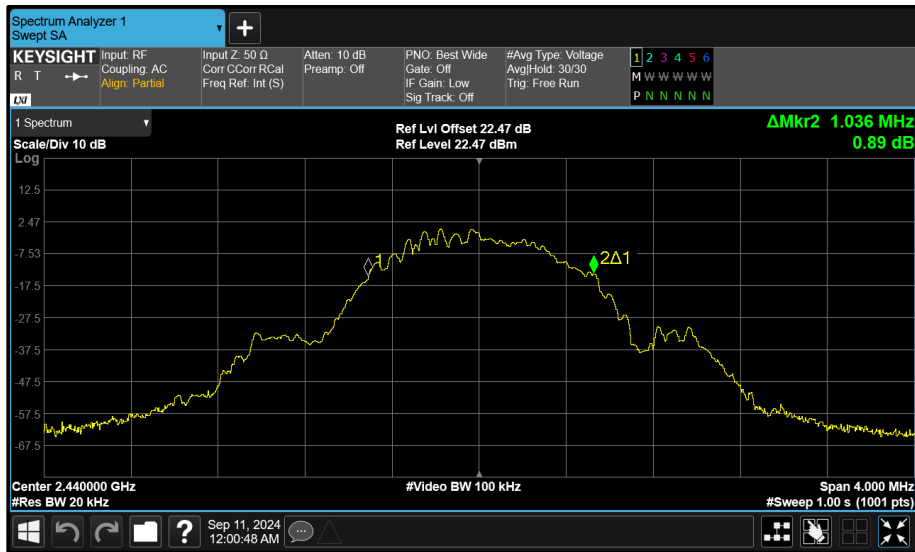 Spectrum Analyzer 1
Swept SA
+
KEYSIGHT
R T
LXI
Input: RF
Coupling: AC
Align: Partial
Input Z: 50 Ω
Corr CCorr RCal
Freq Ref: Int (S)
Atten: 10 dB
Preamp: Off
PNO: Best Wide
Gate: Off
IF Gain: Low
Sig Track: Off
#Avg Type: Voltage
Avg|Hold: 30/30
Trig: Free Run
1 2 3 4 5 6
M W W W W W
P N N N N N
1 Spectrum
Scale/Div 10 dB
Log
Ref Lvl Offset 22.47 dB
Ref Level 22.47 dBm
ΔMkr2 1.036 MHz
0.89 dB
12.5
2.47
-7.53
-17.5
-27.5
-37.5
-47.5
-57.5
-67.5
1
2Δ1
Center 2.440000 GHz
#Res BW 20 kHz
#Video BW 100 kHz
Span 4.000 MHz
#Sweep 1.00 s (1001 pts)
?
Sep 11, 2024
12:00:48 AM